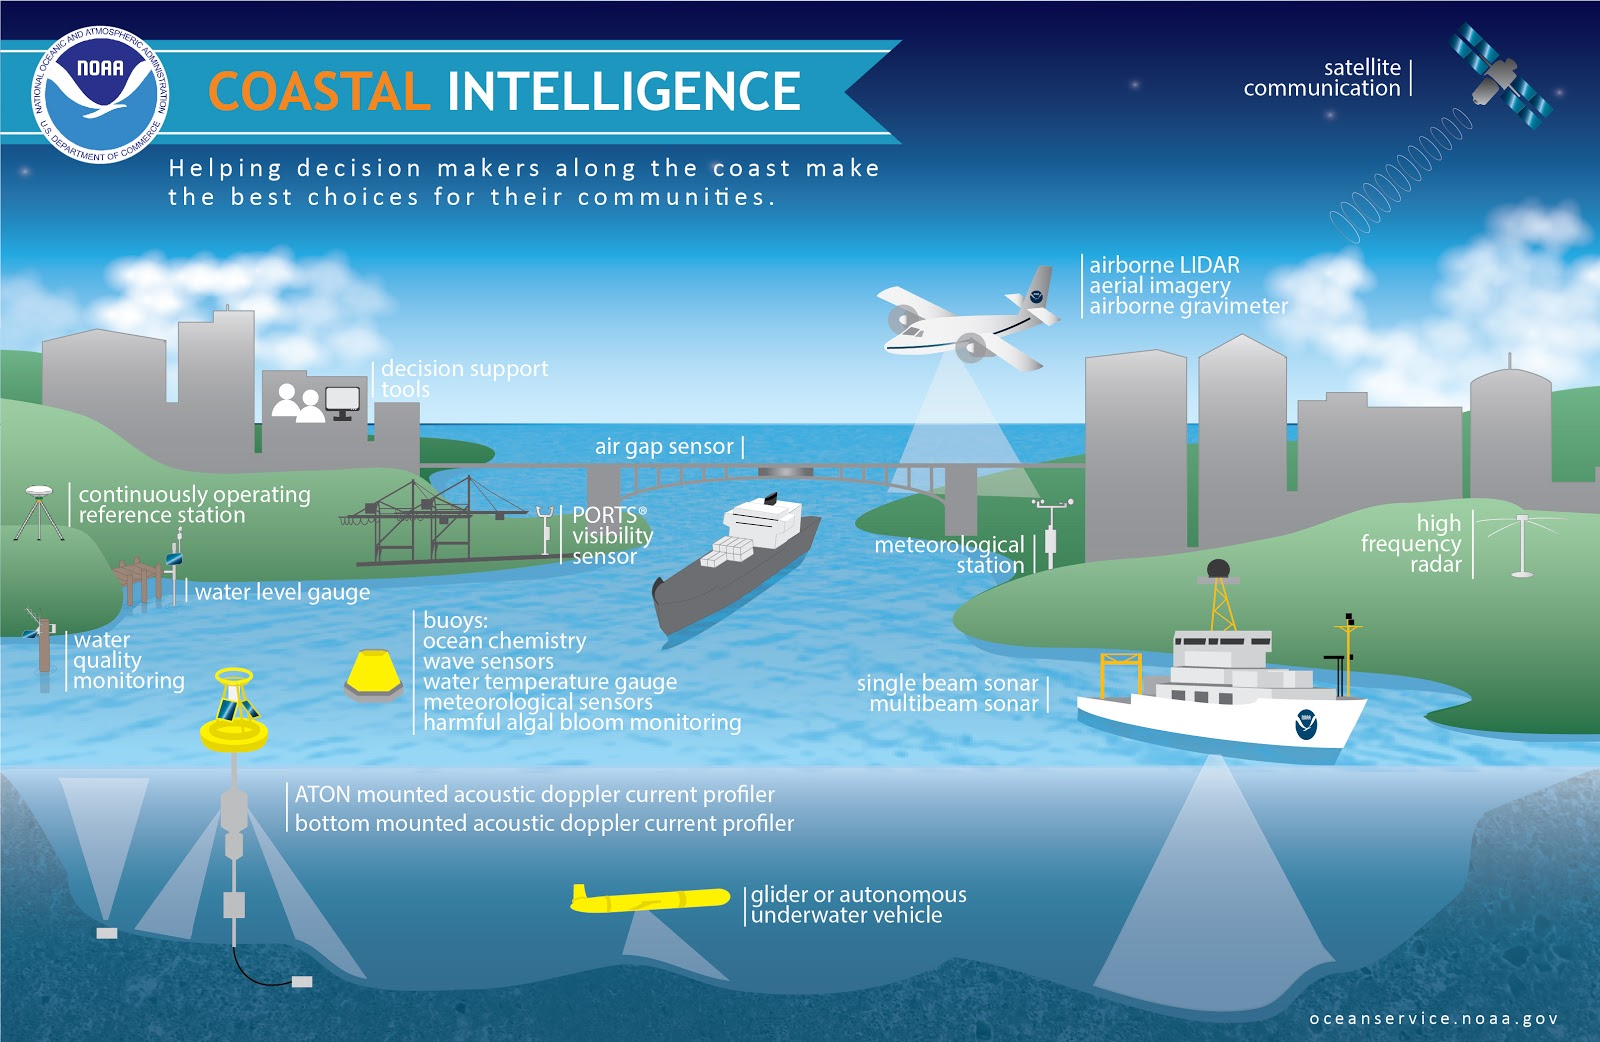 NATIONAL OCEANIC AND ATMOSPHERIC ADMINISTRATION
U.S. DEPARTMENT OF COMMERCE
NOAA
COASTAL INTELLIGENCE
Helping decision makers along the coast make
the best choices for their communities.
satellite
communication
airborne LIDAR
aerial imagery
airborne gravimeter
decision support
tools
air gap sensor
continuously operating
reference station
PORTS®
visibility
sensor
meteorological
station
high
frequency
radar
water level gauge
water
quality
monitoring
buoys:
ocean chemistry
wave sensors
water temperature gauge
meteorological sensors
harmful algal bloom monitoring
single beam sonar
multibeam sonar
NOAA
ATON mounted acoustic doppler current profiler
bottom mounted acoustic doppler current profiler
glider or autonomous
underwater vehicle
oceanservice.noaa.gov